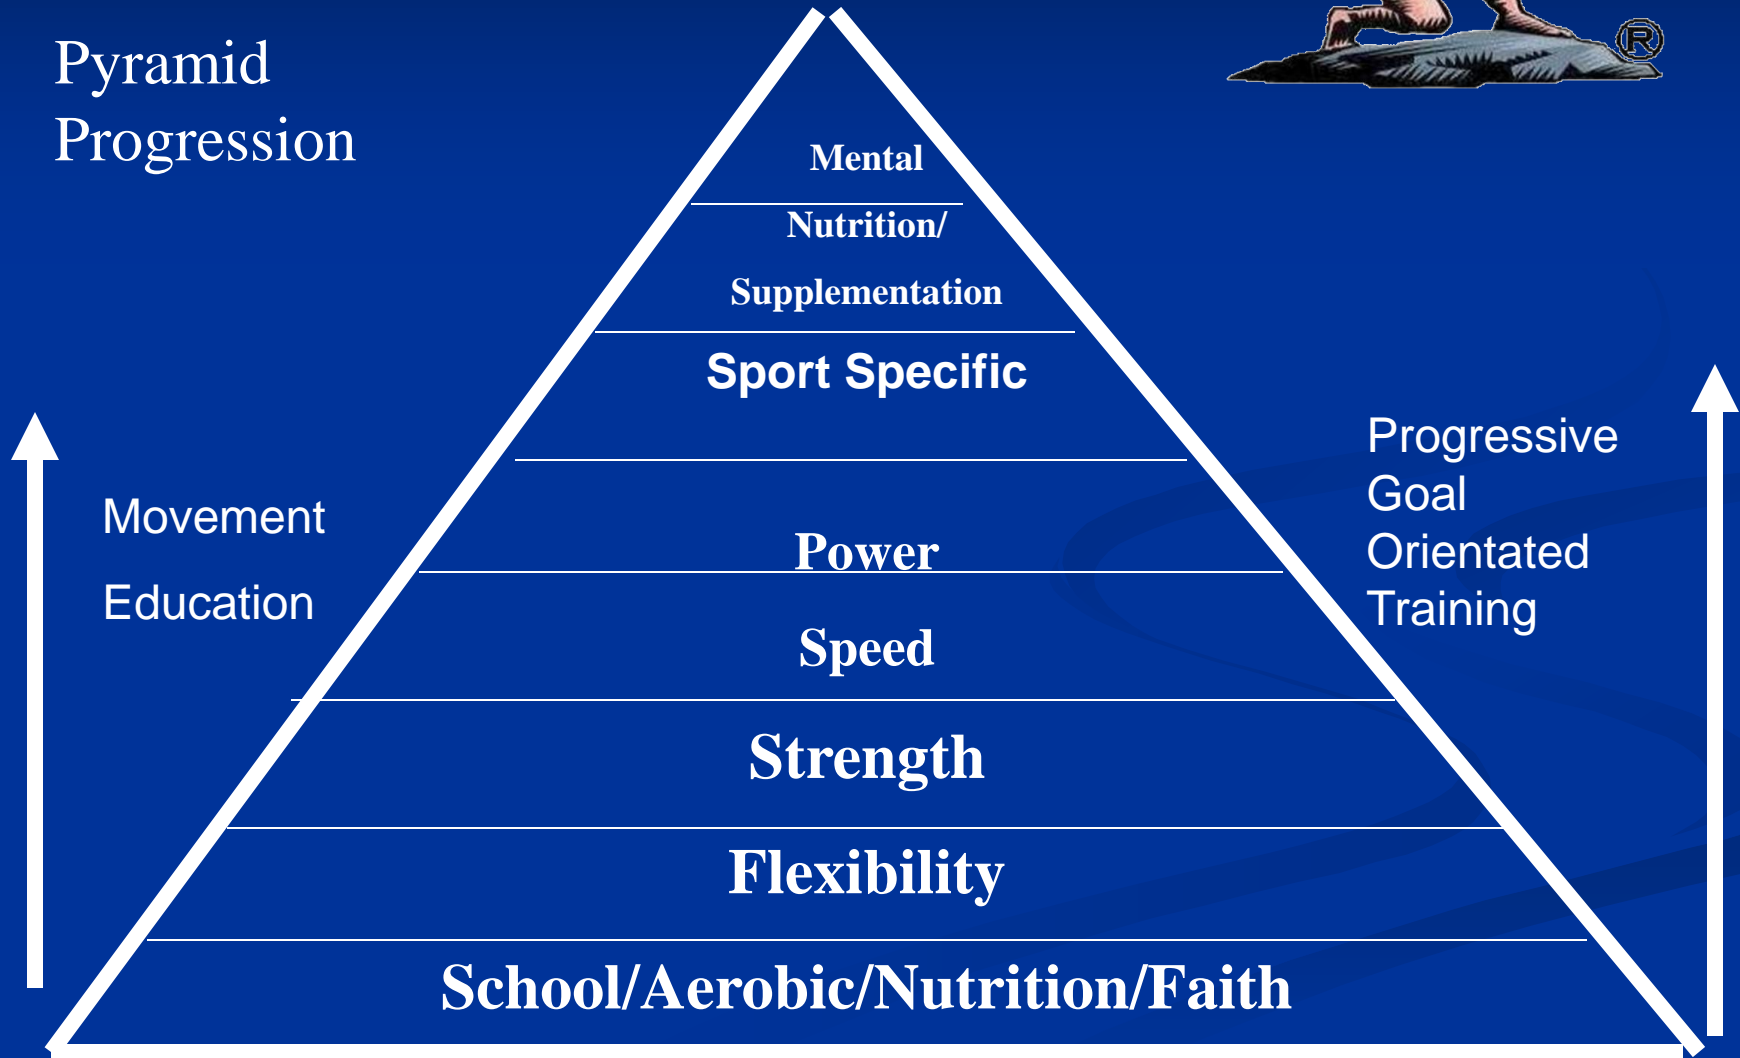 Pyramid
Progression
®
Mental
Nutrition/
Supplementation
Sport Specific
Power
Speed
Strength
Flexibility
School/Aerobic/Nutrition/Faith
Movement
Education
Progressive
Goal
Orientated
Training